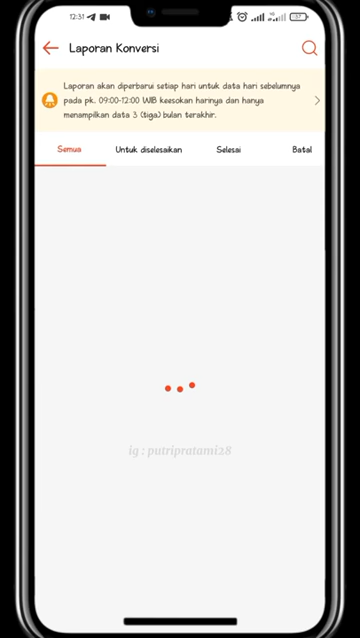 12:31
57
Laporan Konversi
Laporan akan diperbarui setiap hari untuk data hari sebelumnya
pada pk. 09:00-12:00 WIB keesokan harinya dan hanya
menampilkan data 3 (tiga) bulan terakhir.
Semua Untuk diselesaikan Selesai Batal
ig : putripratami28